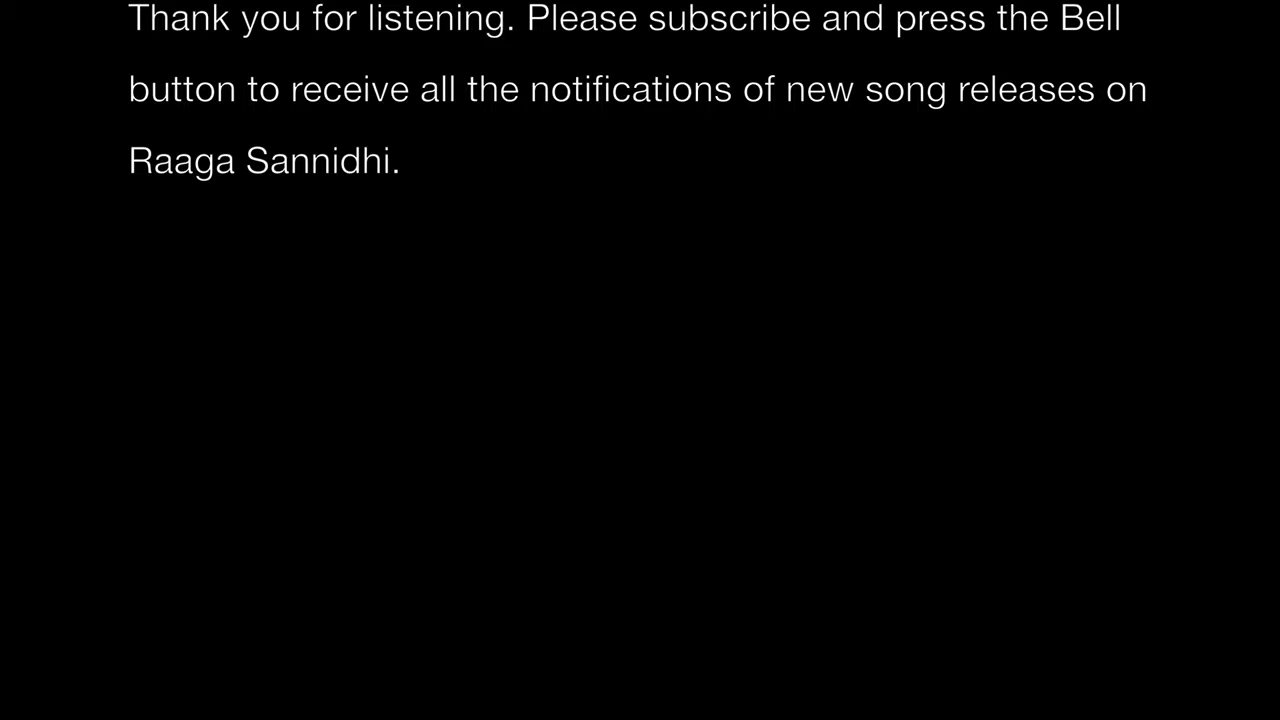 Thank you for listening. Please subscribe and press the Bell
button to receive all the notifications of new song releases on
Raaga Sannidhi.